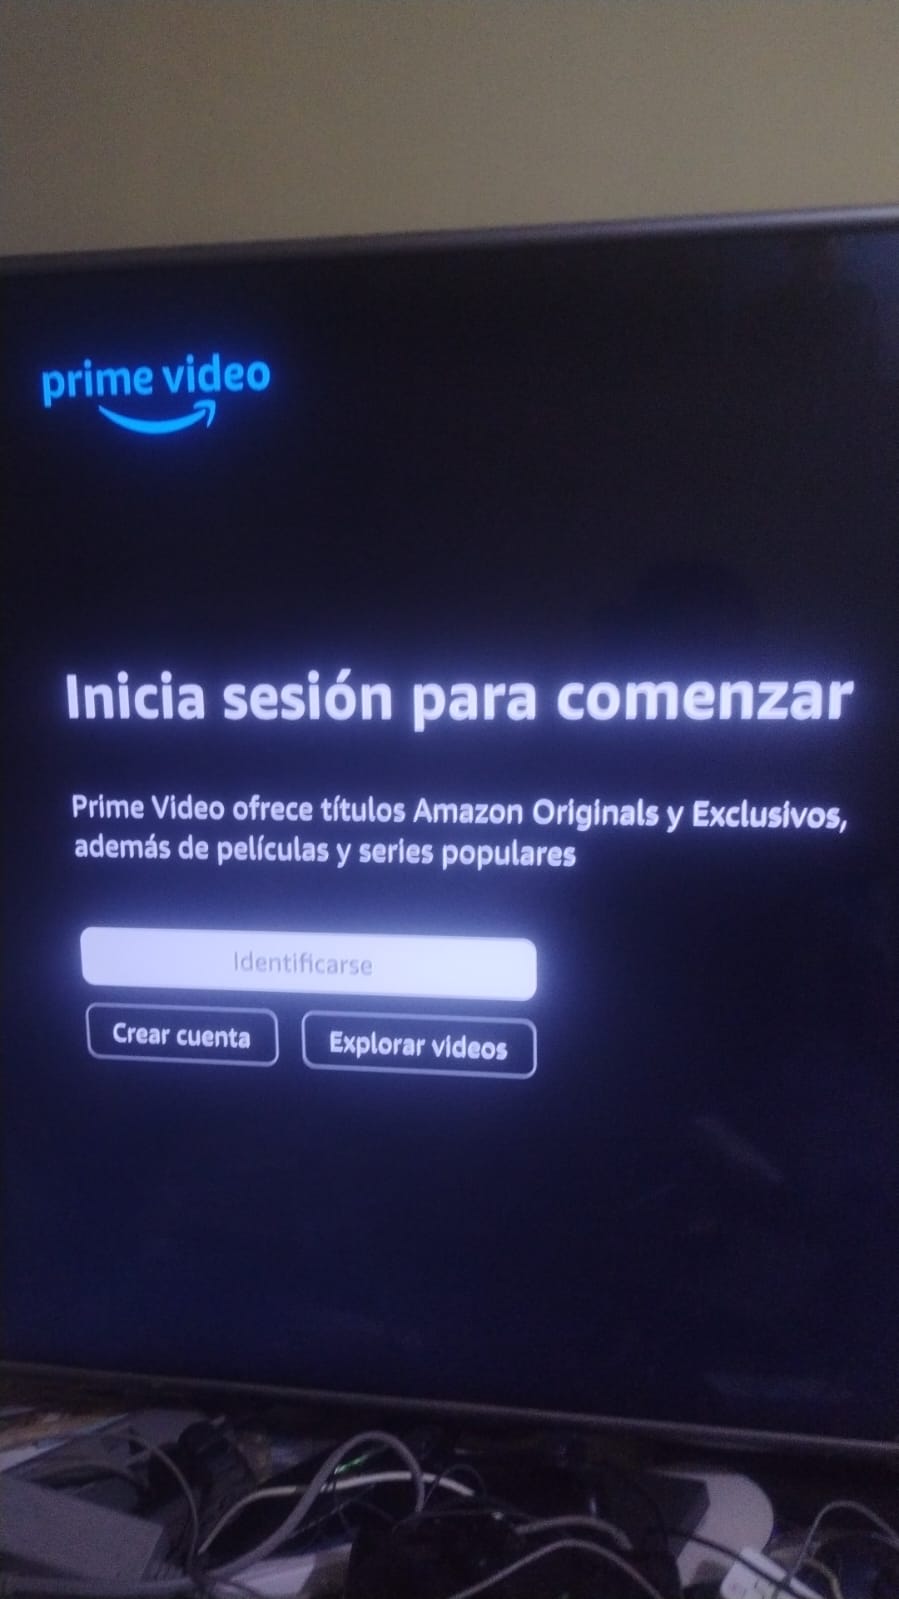 prime video
Inicia sesión para comenzar
Prime Video ofrece títulos Amazon Originals y Exclusivos,
además de películas y series populares
Identificarse
Crear cuenta
Explorar videos